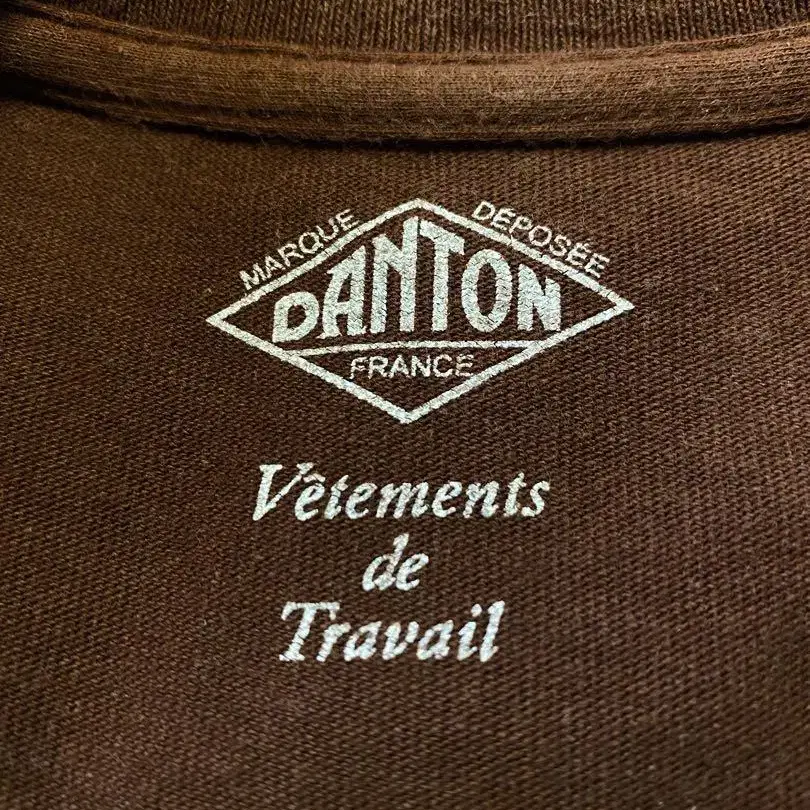 MARQUE DÉPOSÉE
DANTON
FRANCE
Vêtements
de
Travail